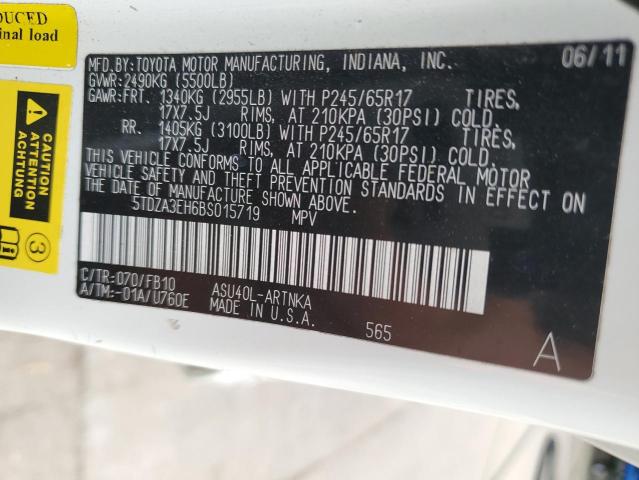 DUCED
inal load
MFD.BY:TOYOTA MOTOR MANUFACTURING, INDIANA, INC. 06/11
GVWR:2490KG (5500LB)
GAWR:FRT. 1340KG (2955LB) WITH P245/65R17 TIRES,
17X7.5J RIMS, AT 210KPA (30PSI) COLD.
RR. 1405KG (3100LB) WITH P245/65R17 TIRES,
17X7.5J RIMS, AT 210KPA (30PSI) COLD.
THIS VEHICLE CONFORMS TO ALL APPLICABLE FEDERAL MOTOR
VEHICLE SAFETY AND THEFT PREVENTION STANDARDS IN EFFECT ON
THE DATE OF MANUFACTURE SHOWN ABOVE.
5TDZA3EH6BS015719 MPV
C/TR:070/FB10 ASU40L-ARTNKA
A/TM:-01A/U760E MADE IN U.S.A.
565
A
CAUTION
ATTENTION
3